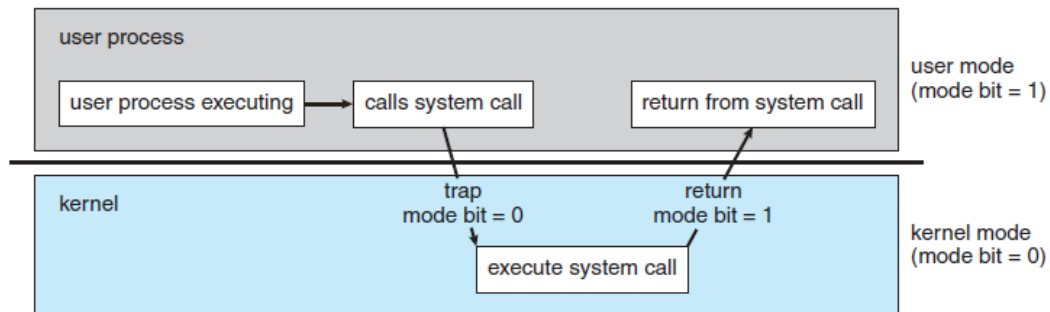 user process
user process executing
calls system call
return from system call
user mode
(mode bit = 1)
kernel
trap
mode bit = 0
return
mode bit = 1
execute system call
kernel mode
(mode bit = 0)